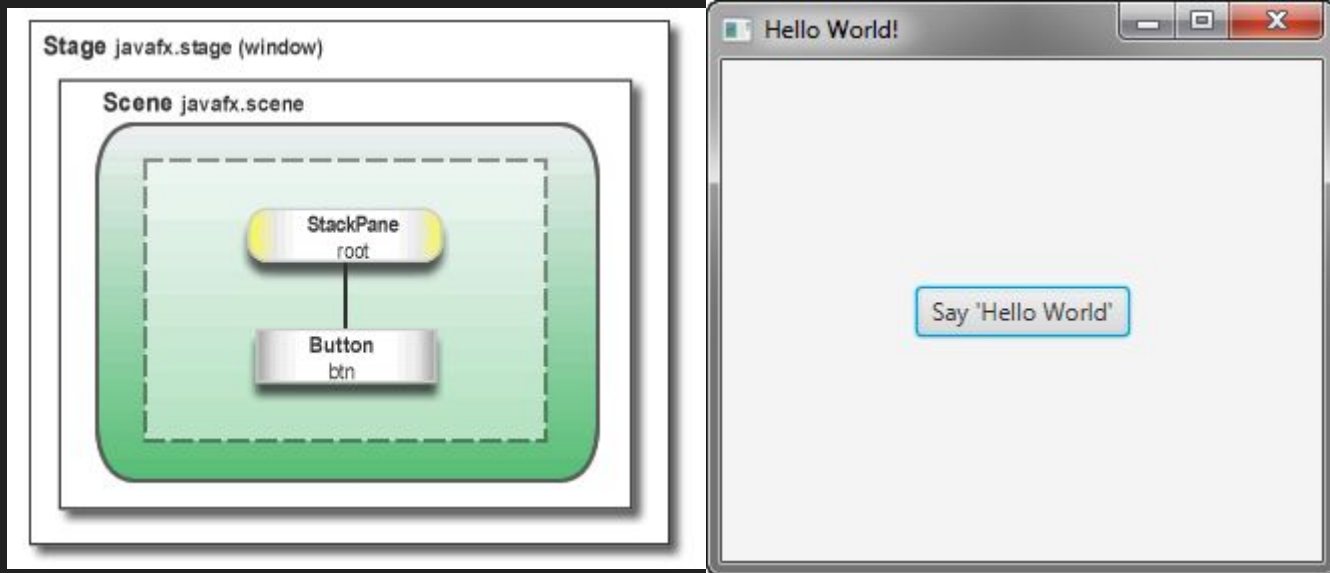 Stage javafx.stage (window)
Scene javafx.scene
StackPane
root
Button
btn
Hello World!
Say 'Hello World'